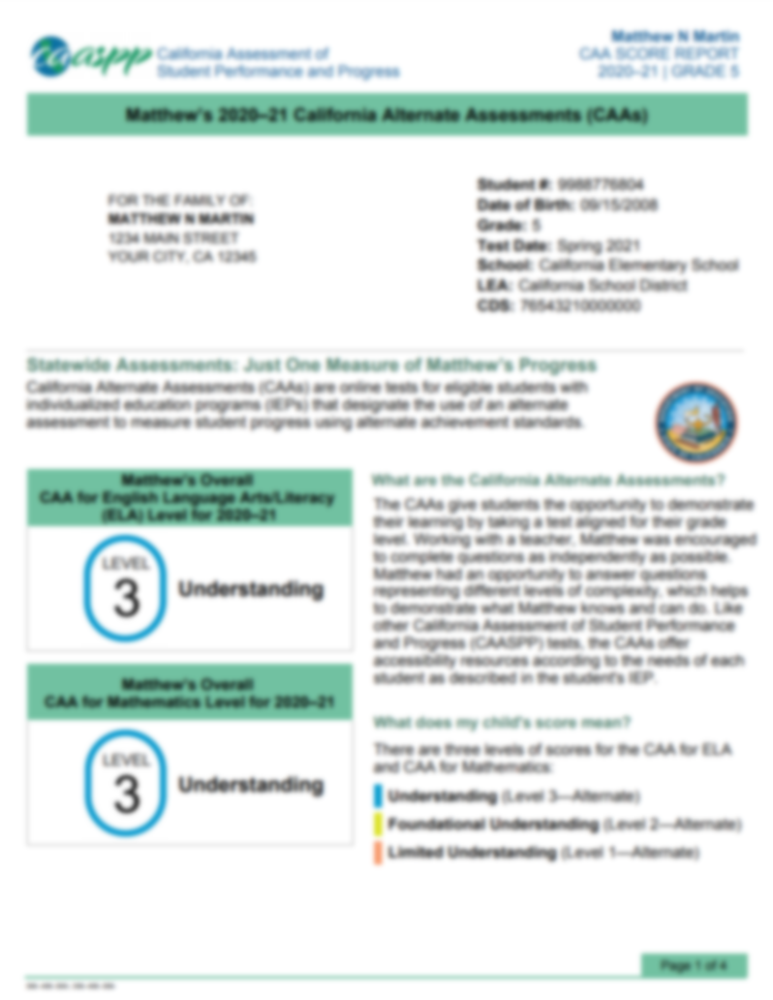 caaspp California Assessment of
Student Performance and Progress
Matthew N Martin
CAA SCORE REPORT
2020–21 | GRADE 5
Matthew's 2020–21 California Alternate Assessments (CAAs)
FOR THE FAMILY OF:
MATTHEW N MARTIN
1234 MAIN STREET
YOUR CITY, CA 12345
Student #: 9988776804
Date of Birth: 09/15/2008
Grade: 5
Test Date: Spring 2021
School: California Elementary School
LEA: California School District
CDS: 76543210000000
Statewide Assessments: Just One Measure of Matthew's Progress
California Alternate Assessments (CAAs) are online tests for eligible students with
individualized education programs (IEPs) that designate the use of an alternate
assessment to measure student progress using alternate achievement standards.
Matthew's Overall
CAA for English Language Arts/Literacy
(ELA) Level for 2020–21
LEVEL
3
Understanding
Matthew's Overall
CAA for Mathematics Level for 2020–21
LEVEL
3
Understanding
What are the California Alternate Assessments?
The CAAs give students the opportunity to demonstrate
their learning by taking a test aligned for their grade
level. Working with a teacher, Matthew was encouraged
to complete questions as independently as possible.
Matthew had an opportunity to answer questions
representing different levels of complexity, which helps
to demonstrate what Matthew knows and can do. Like
other California Assessment of Student Performance
and Progress (CAASPP) tests, the CAAs offer
accessibility resources according to the needs of each
student as described in the student's IEP.
What does my child's score mean?
There are three levels of scores for the CAA for ELA
and CAA for Mathematics:
Understanding (Level 3—Alternate)
Foundational Understanding (Level 2—Alternate)
Limited Understanding (Level 1—Alternate)
Page 1 of 4